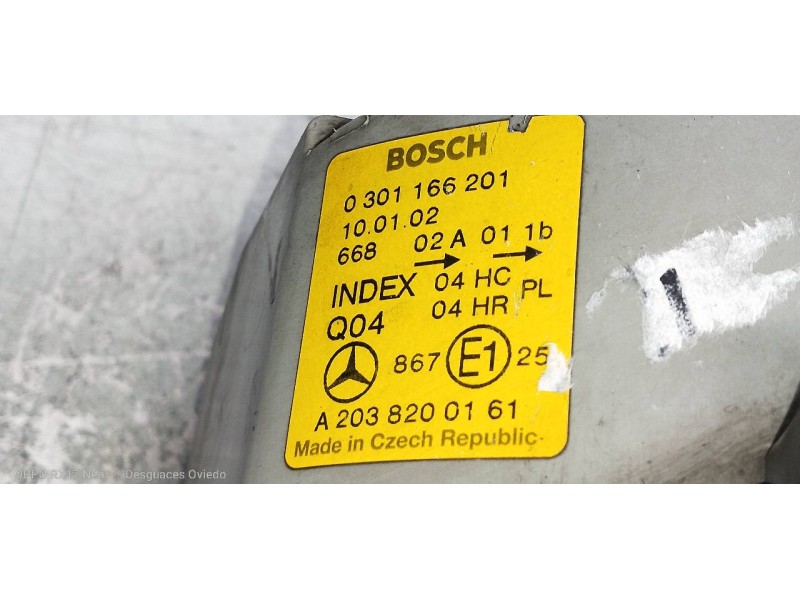 BOSCH
0 301 166 201
10.01.02
668 02 A 01 1b
INDEX 04 HC PL
Q04 04 HR
867 E1 25
A 203 820 01 61
Made in Czech Republic
Desguaces Oviedo